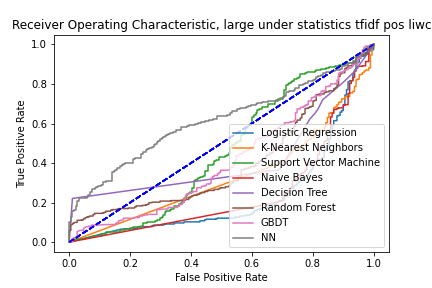 Receiver Operating Characteristic, large under statistics tfidf pos liwc
True Positive Rate
1.0
0.8
0.6
0.4
0.2
0.0
Logistic Regression
K-Nearest Neighbors
Support Vector Machine
Naive Bayes
Decision Tree
Random Forest
GBDT
NN
0.0 0.2 0.4 0.6 0.8 1.0
False Positive Rate